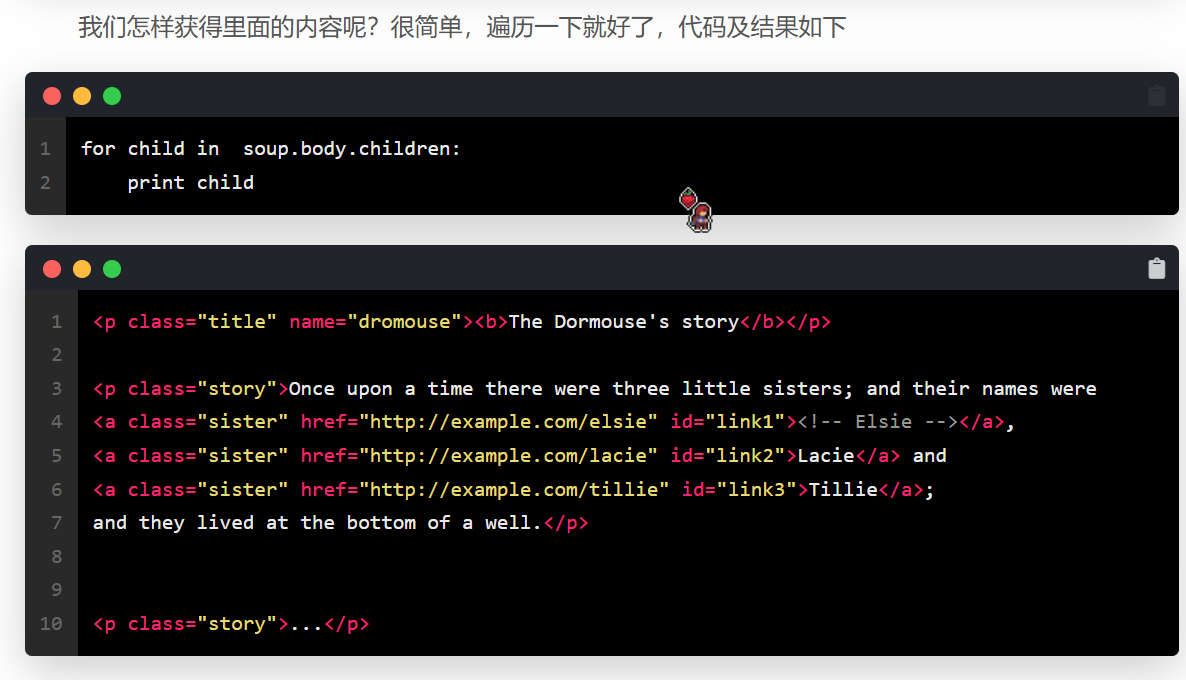 我们怎样获得里面的内容呢？很简单，遍历一下就好了，代码及结果如下
1 for child in  soup.body.children:
2     print child
1 <p class="title" name="dromouse"><b>The Dormouse's story</b></p>
2
3 <p class="story">Once upon a time there were three little sisters; and their names were
4 <a class="sister" href="http://example.com/elsie" id="link1"><!-- Elsie --></a>,
5 <a class="sister" href="http://example.com/lacie" id="link2">Lacie</a> and
6 <a class="sister" href="http://example.com/tillie" id="link3">Tillie</a>;
7 and they lived at the bottom of a well.</p>
8
9
10 <p class="story">...</p>